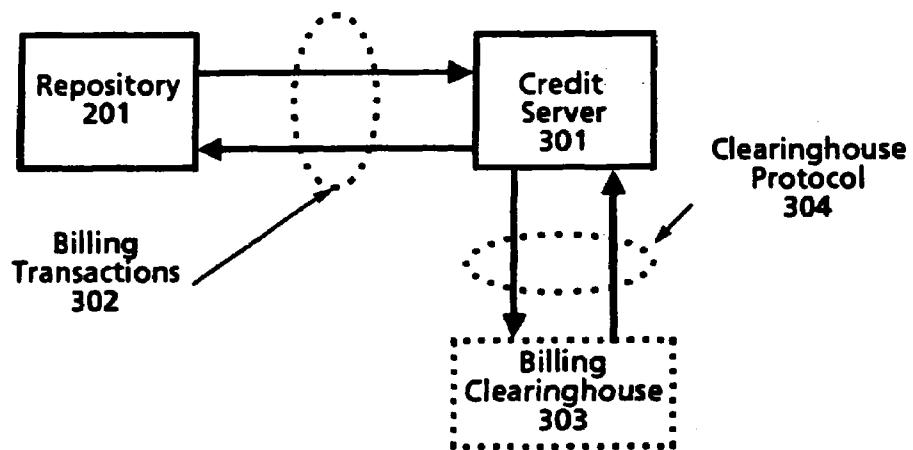 Repository
201
Credit
Server
301
Clearinghouse
Protocol
304
Billing
Transactions
302
Billing
Clearinghouse
303